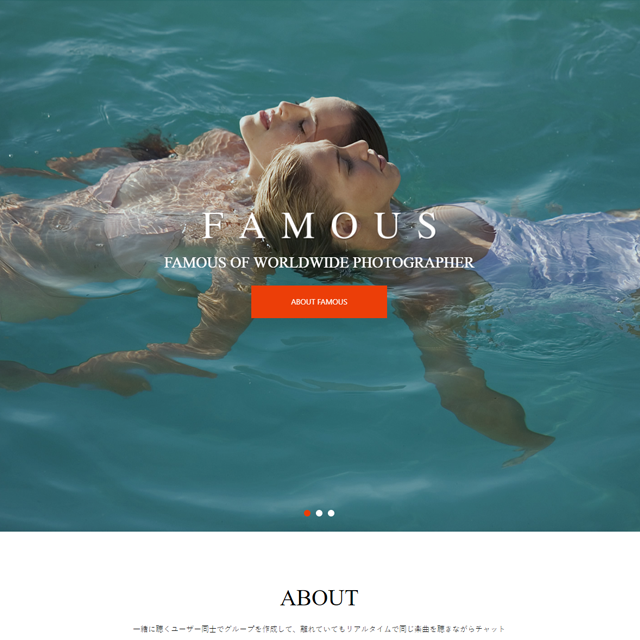 FAMOUS
FAMOUS OF WORLDWIDE PHOTOGRAPHER
ABOUT FAMOUS
ABOUT
一緒に聴くユーザー同士でグループを作成して、離れていてもリアルタイムで同じ楽曲を聴きながらチャット